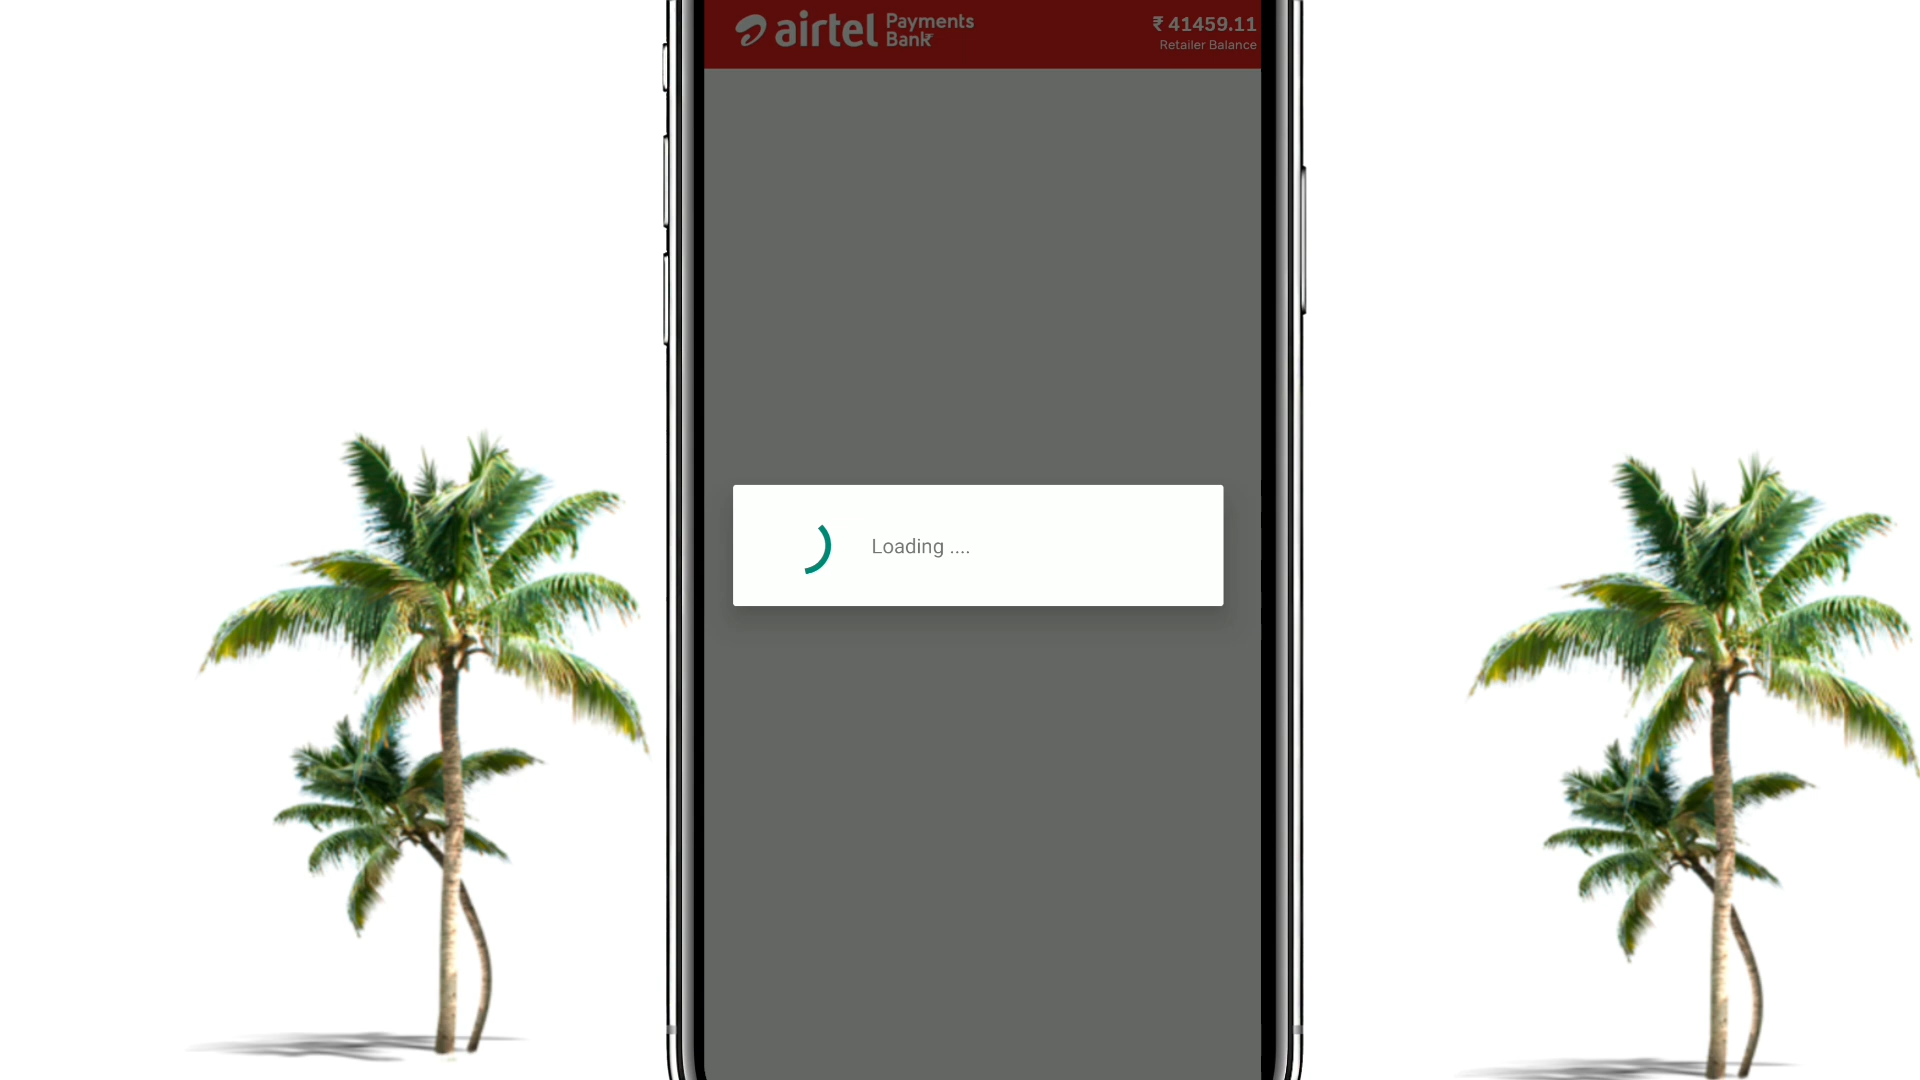 airtel Payments Bank
₹ 41459.11
Retailer Balance
Loading ....